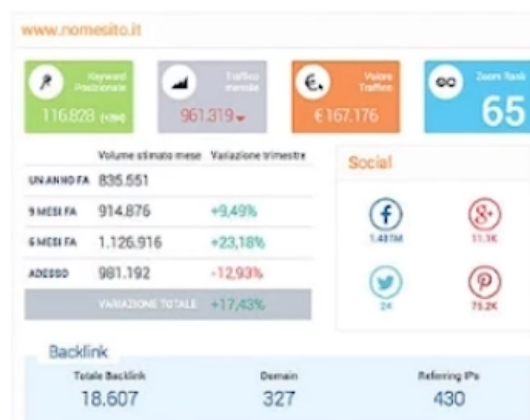 www.nomesito.it
Keyword
Posizionate
116.828
Traffico
mensile
961.319
Valore
Traffico
€ 167.176
Zoom Rank
65
Volume stimato mese Variazione trimestre
UN ANNO FA 835.551
9 MESI FA 914.876 +9,49%
6 MESI FA 1.126.916 +23,18%
ADESSO 981.192 -12,93%
VARIAZIONE TOTALE +17,43%
Social
11.1K
2K
75.2K
Backlink
Totale Backlink Domain Referring IPs
18.607 327 430